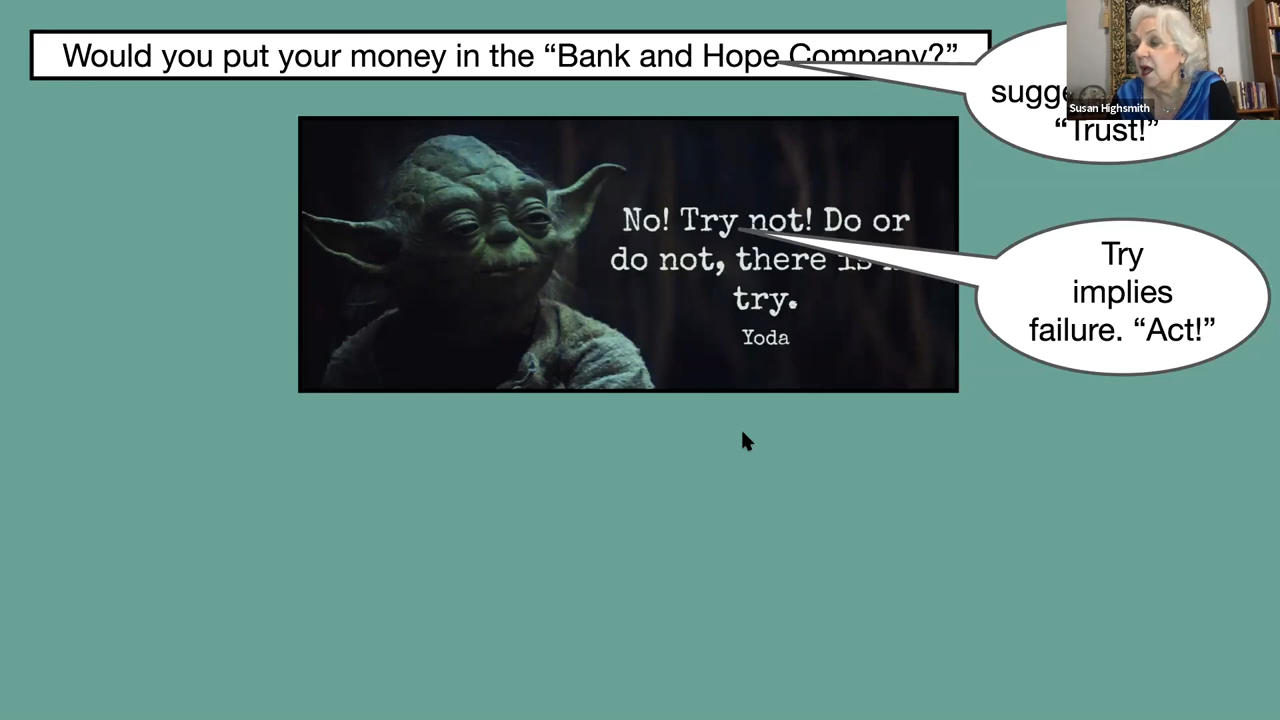 Would you put your money in the “Bank and Hope Company?”
“Trust!”
Susan Highsmith
No! Try not! Do or
do not, there is
try.
Yoda
Try
implies
failure. “Act!”